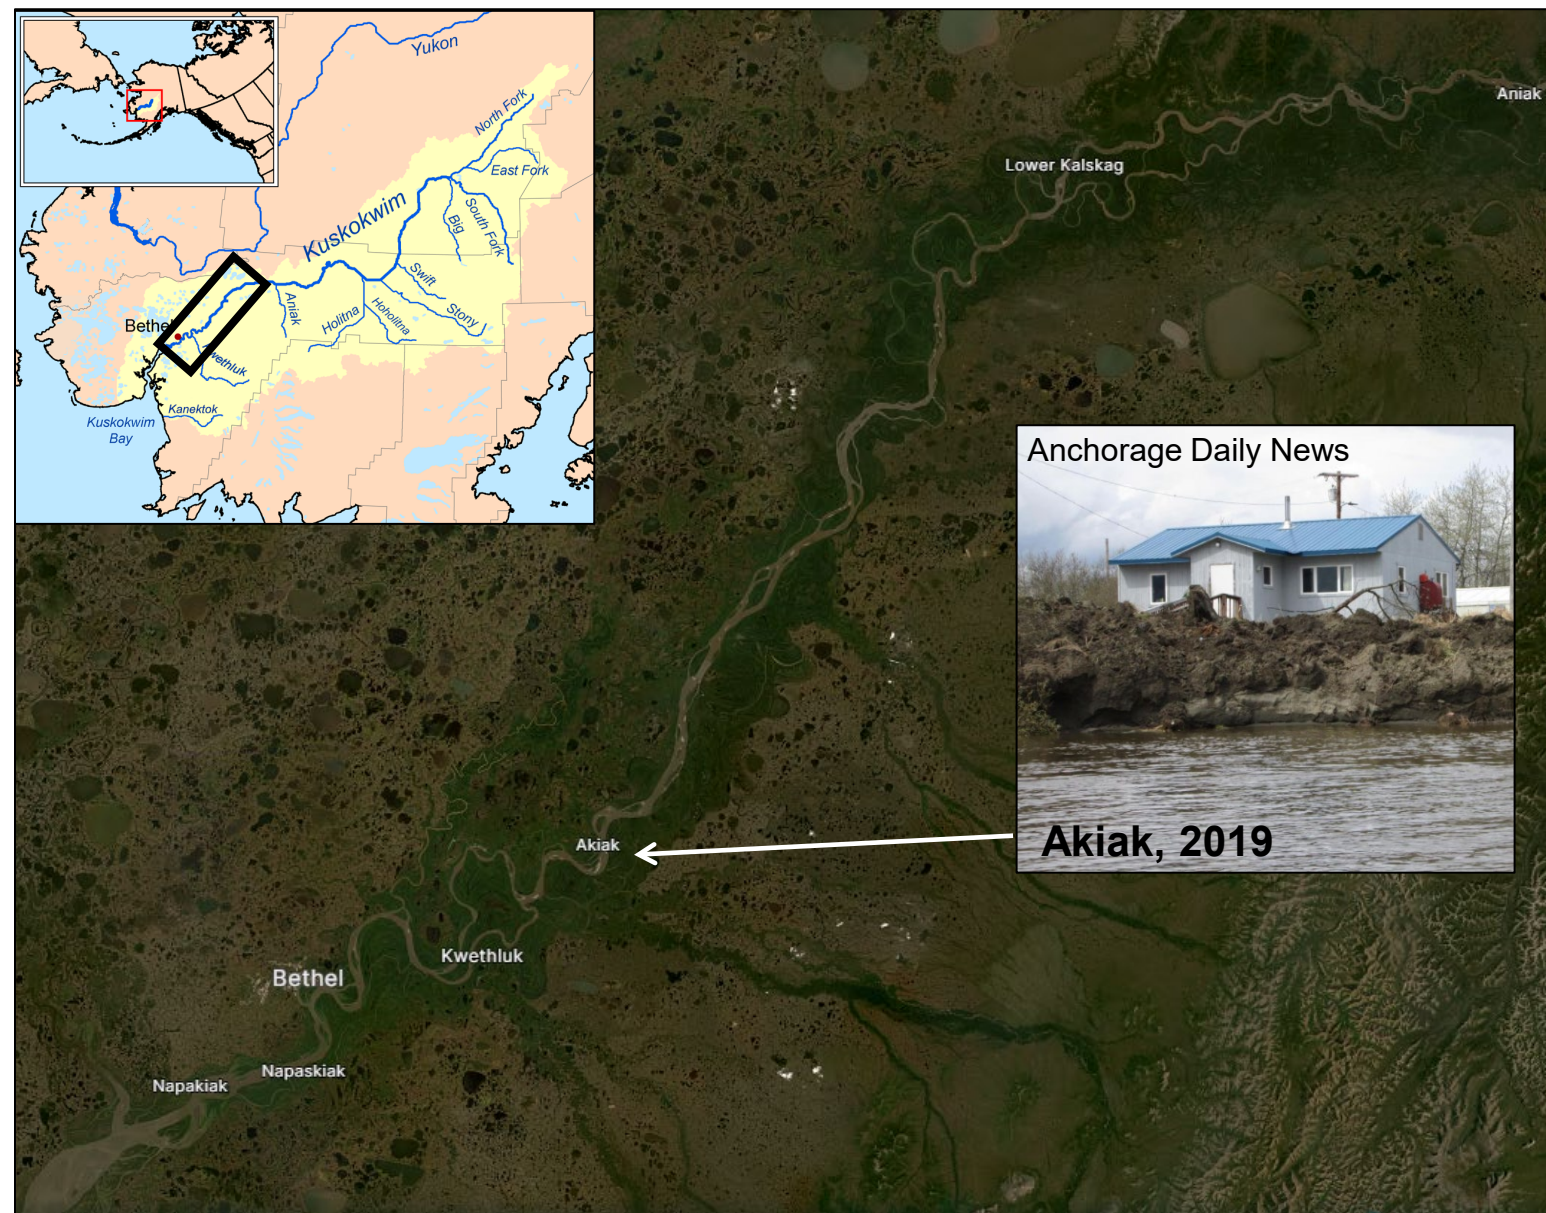 Yukon
North Fork
East Fork
Kuskokwim
Big
South Fork
Swift
Stony
Aniak
Holitna
Hoholitna
Bethel
Kanektok
Kuskokwim
Bay
Aniak
Lower Kalskag
Anchorage Daily News
Akiak, 2019
Akiak
Kwethluk
Bethel
Napaskiak
Napakiak